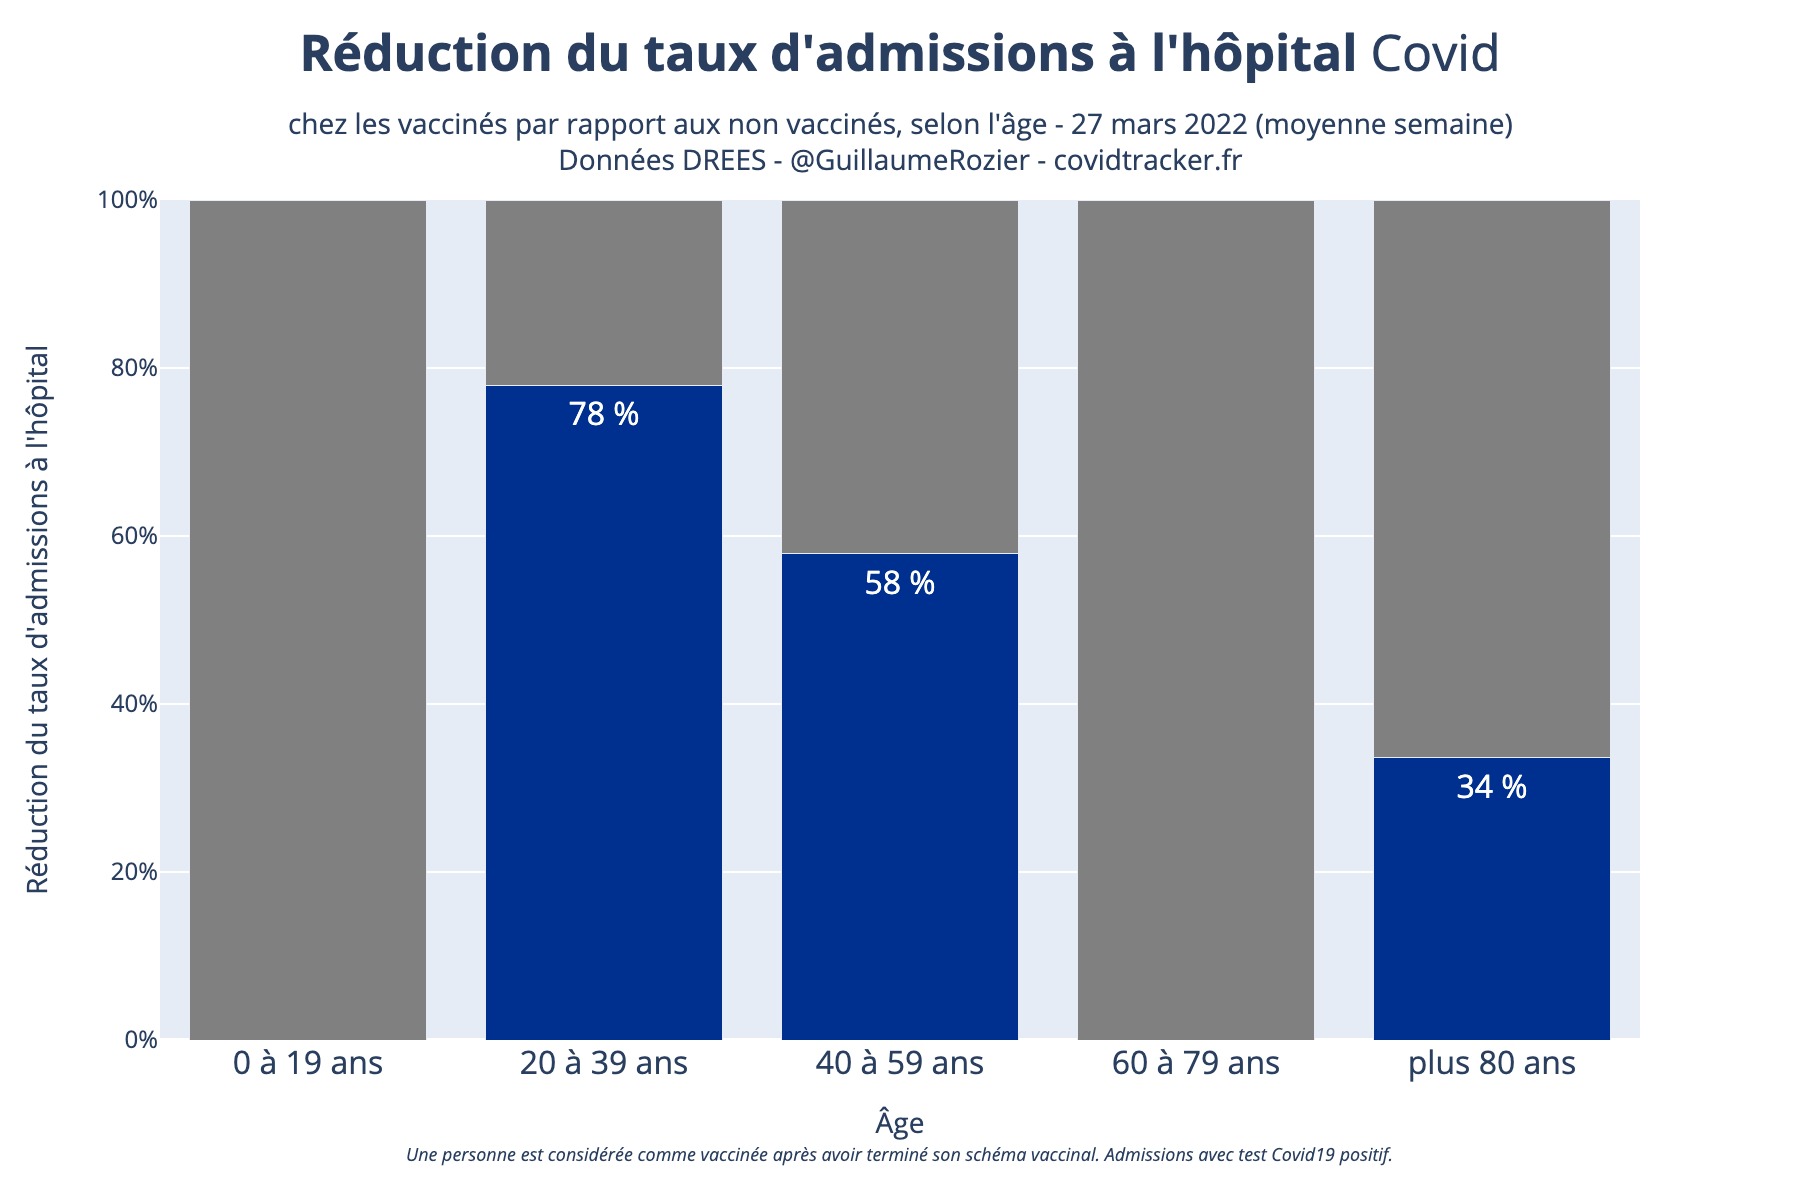 Réduction du taux d'admissions à l'hôpital Covid
chez les vaccinés par rapport aux non vaccinés, selon l'âge - 27 mars 2022 (moyenne semaine)
Données DREES - @GuillaumeRozier - covidtracker.fr
Réduction du taux d'admissions à l'hôpital
100%
80%
60%
40%
20%
0%
78 %
58 %
34 %
0 à 19 ans
20 à 39 ans
40 à 59 ans
60 à 79 ans
plus 80 ans
Âge
Une personne est considérée comme vaccinée après avoir terminé son schéma vaccinal. Admissions avec test Covid19 positif.